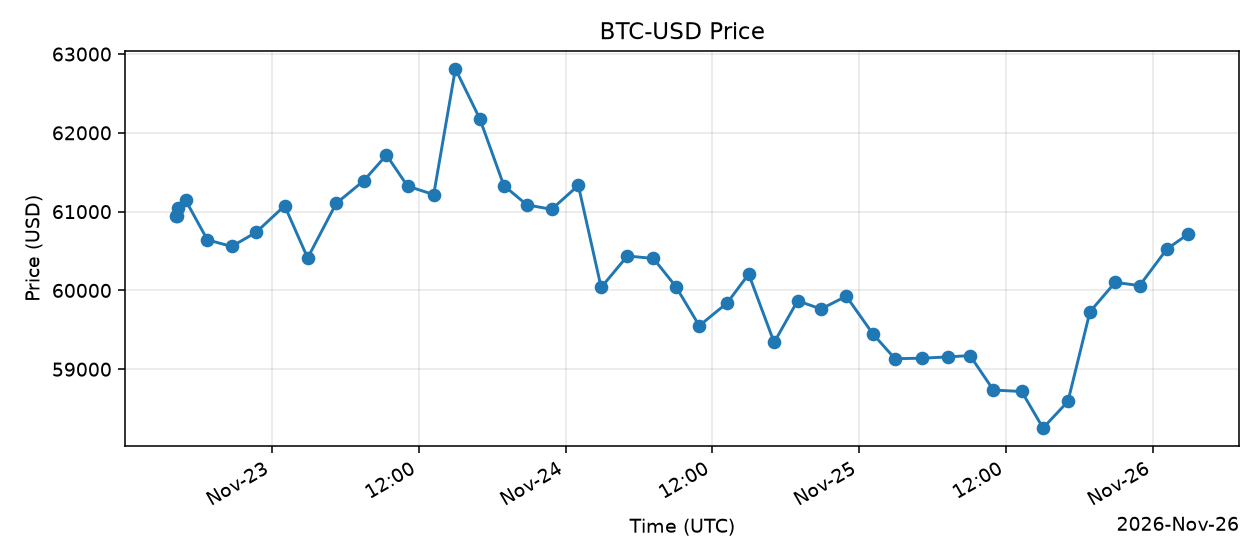 BTC-USD Price
63000
62000
61000
60000
59000
Price (USD)
Nov-23
12:00
Nov-24
12:00
Nov-25
12:00
Nov-26
Time (UTC)
2026-Nov-26